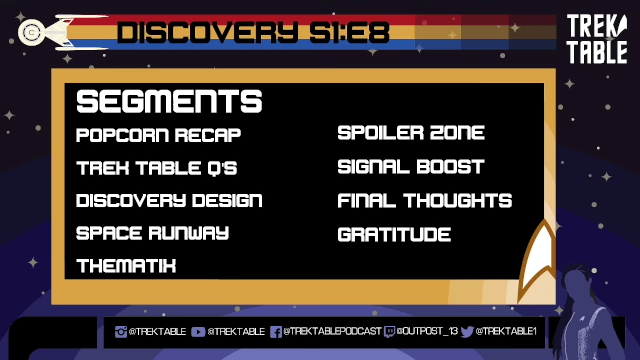 DISCOVERY S1:E8
TREK
TABLE
SEGMENTS
POPCORN RECAP
TREK TABLE Q'S
DISCOVERY DESIGN
SPACE RUNWAY
THEMATIX
SPOILER ZONE
SIGNAL BOOST
FINAL THOUGHTS
GRATITUDE
@TREKTABLE @TREKTABLE @TREKTABLEPODCAST @OUTPOST_13 @TREKTABLE1